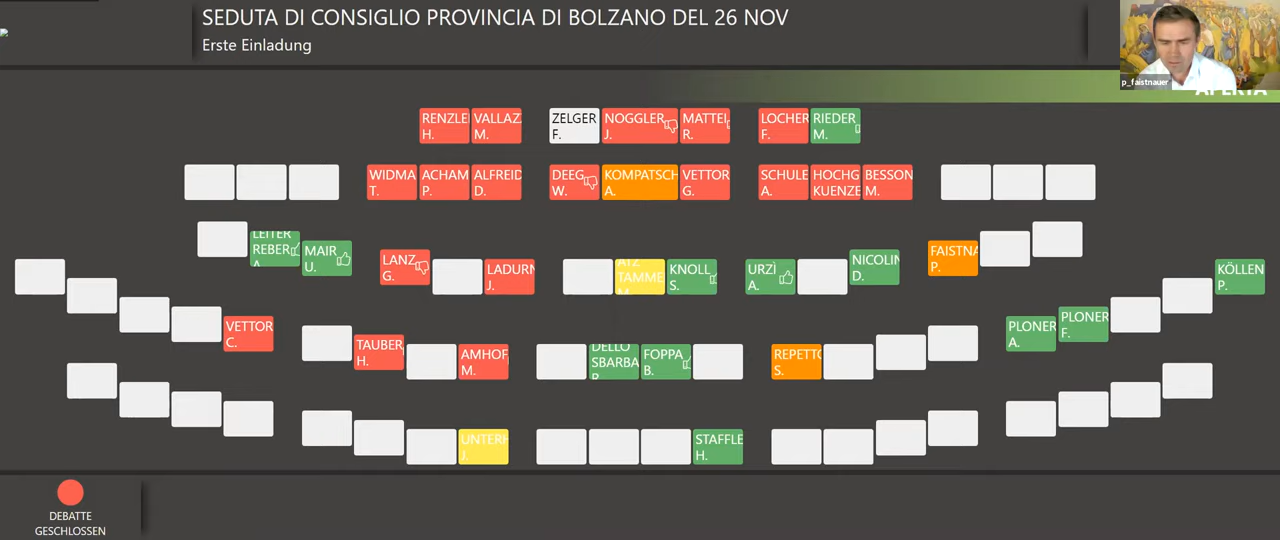 SEDUTA DI CONSIGLIO PROVINCIA DI BOLZANO DEL 26 NOV
Erste Einladung
p_faistnauer
APERTA
RENZLE
H.
VALLAZ
M.
ZELGER
F.
NOGGLER
J.
MATTEI
R.
LOCHER
F.
RIEDER
M.
WIDMA
T.
ACHAM
P.
ALFREID
D.
DEEG
W.
KOMPATSCH
A.
VETTOR
G.
SCHULE
A.
HOCHG
KUENZE
BESSON
M.
LEITER
REBER
A.
MAIR
U.
LANZ
G.
LADURN
J.
ATZ
TAMME
M.
KNOLL
S.
URZÌ
A.
NICOLIN
D.
FAISTNA
P.
KÖLLEN
P.
VETTOR
C.
TAUBER
H.
AMHOF
M.
DELLO
SBARBA
R.
FOPPA
B.
REPETTO
S.
PLONER
A.
PLONER
F.
UNTERH
J.
STAFFLE
H.
DEBATTE
GESCHLOSSEN